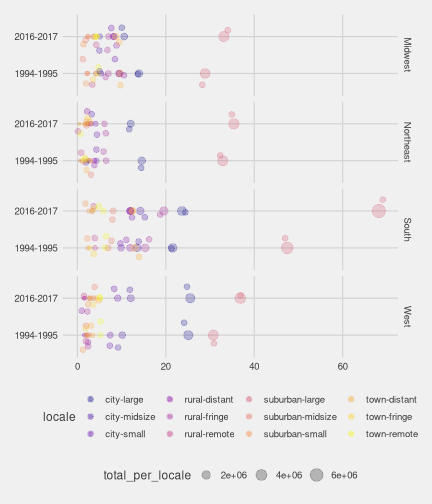 2016-2017
1994-1995
Midwest
2016-2017
1994-1995
Northeast
2016-2017
1994-1995
South
2016-2017
1994-1995
West
0 20 40 60
locale
city-large rural-distant suburban-large town-distant
city-midsize rural-fringe suburban-midsize town-fringe
city-small rural-remote suburban-small town-remote
total_per_locale 2e+06 4e+06 6e+06